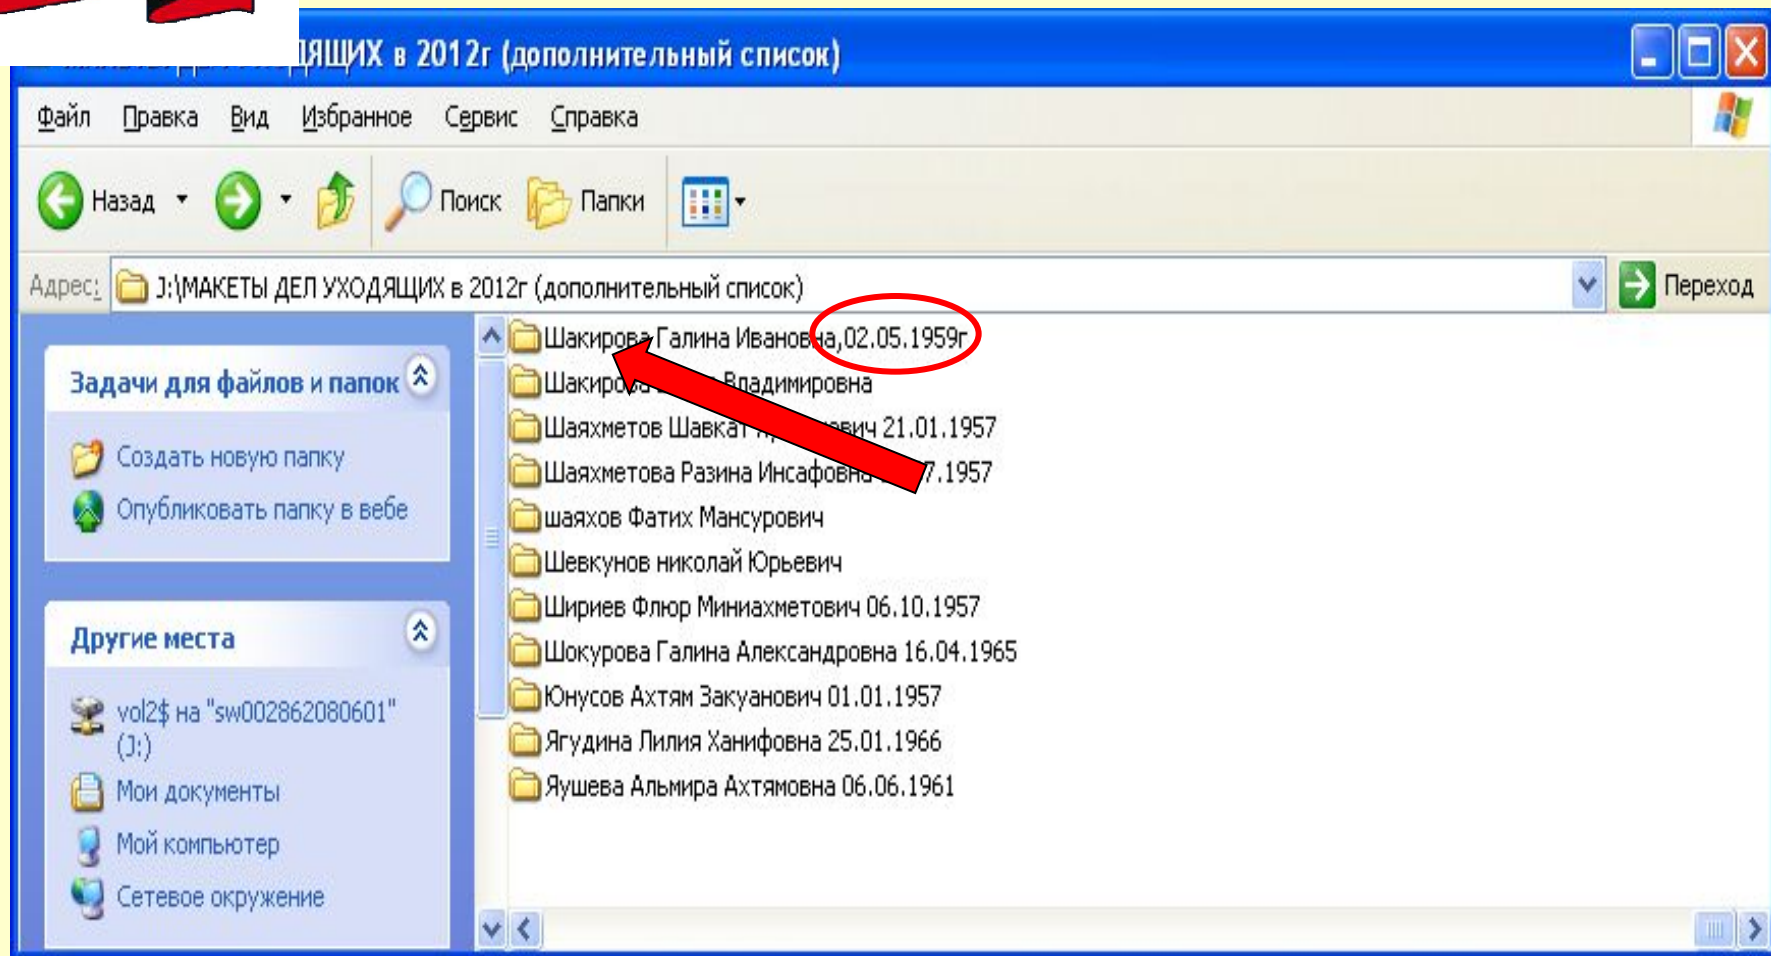 в 2012г (дополнительный список)
Файл Правка Вид Избранное Сервис Справка
Назад Поиск Папки
Адрес: J:\МАКЕТЫ ДЕЛ УХОДЯЩИХ в 2012г (дополнительный список) Переход
Задачи для файлов и папок
Создать новую папку
Опубликовать папку в вебе
Другие места
vol2$ на "sw002862080601"
(J:)
Мои документы
Мой компьютер
Сетевое окружение
Шакирова Галина Ивановна,02.05.1959г
Шакирова Владимировна
Шаяхметов Шавкат 21.01.1957
Шаяхметова Разина Инсафовна
шаяхов Фатих Мансурович
Шевкунов николай Юрьевич
Шириев Флюр Миниахметович 06.10.1957
Шокурова Галина Александровна 16.04.1965
Юнусов Ахтям Закуанович 01.01.1957
Ягудина Лилия Ханифовна 25.01.1966
Яушева Альмира Ахтямовна 06.06.1961